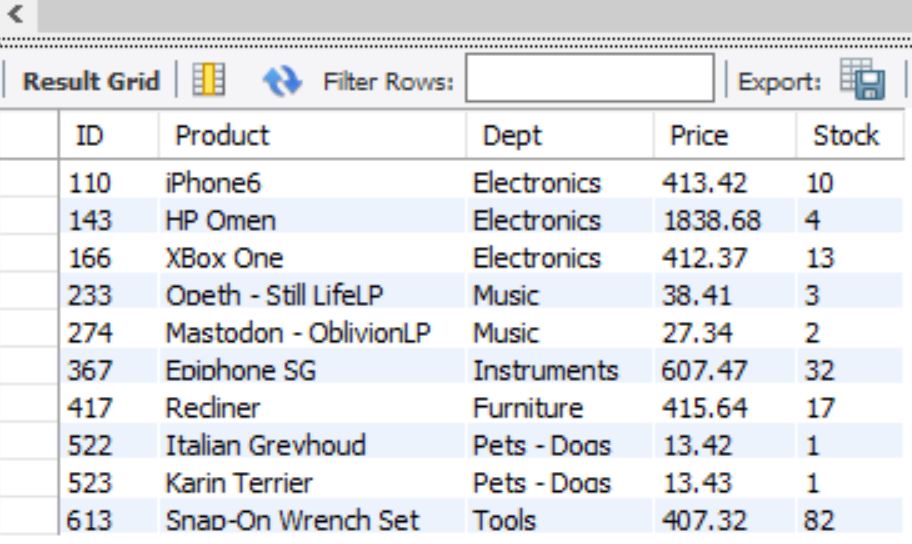 Result Grid Filter Rows: Export:
ID Product Dept Price Stock
110 iPhone6 Electronics 413.42 10
143 HP Omen Electronics 1838.68 4
166 XBox One Electronics 412.37 13
233 Opeth - Still LifeLP Music 38.41 3
274 Mastodon - OblivionLP Music 27.34 2
367 Epiphone SG Instruments 607.47 32
417 Recliner Furniture 415.64 17
522 Italian Greyhoud Pets - Dogs 13.42 1
523 Karin Terrier Pets - Dogs 13.43 1
613 Snap-On Wrench Set Tools 407.32 82